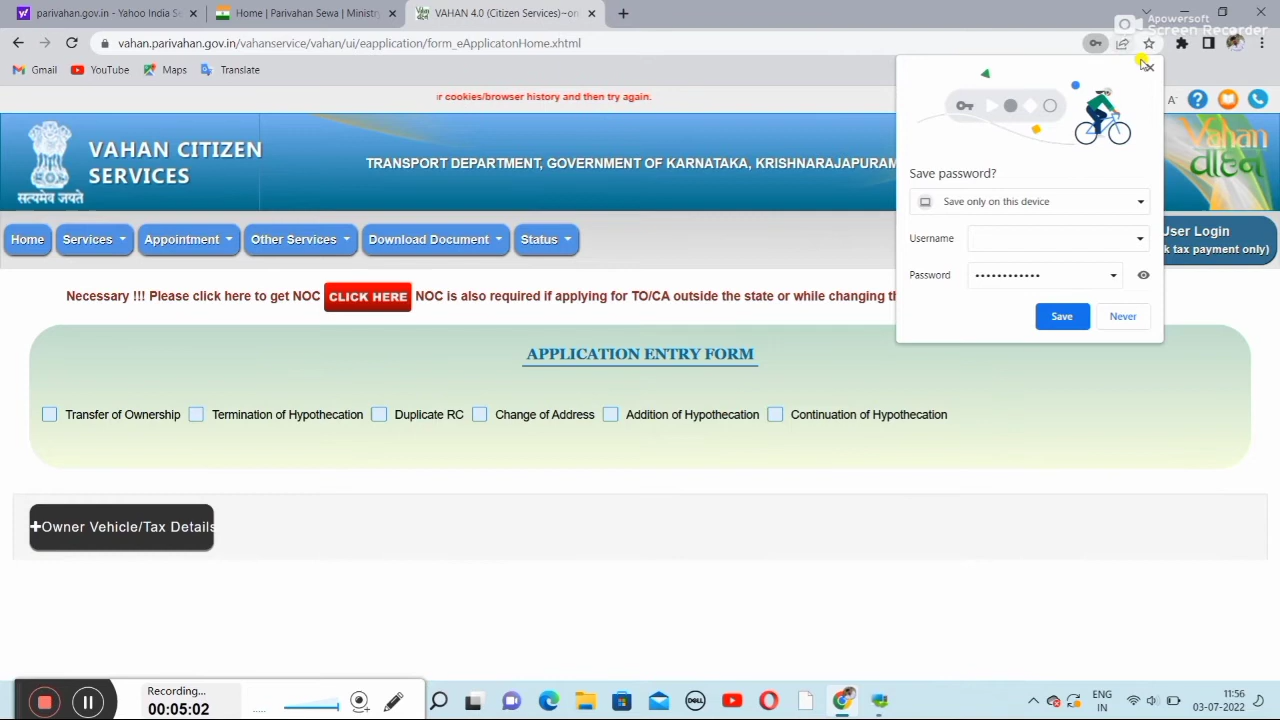 parivahan.gov.in - Yahoo India Se
Home | Parivahan Sewa | Ministry
VAHAN 4.0 (Citizen Services)~on
Apowersoft
Screen Recorder
vahan.parivahan.gov.in/vahanservice/vahan/ui/eapplication/form_eApplicatonHome.xhtml
Gmail
YouTube
Maps
Translate
cookies/browser history and then try again.
A-
VAHAN CITIZEN
SERVICES
सत्यमेव जयते
TRANSPORT DEPARTMENT, GOVERNMENT OF KARNATAKA, KRISHNARAJAPURAM
Vahan
वाहन
Save password?
Save only on this device
Username
Password ••••••••••••
Save
Never
Home
Services
Appointment
Other Services
Download Document
Status
User Login
k tax payment only)
Necessary !!! Please click here to get NOC CLICK HERE NOC is also required if applying for TO/CA outside the state or while changing th
APPLICATION ENTRY FORM
Transfer of Ownership
Termination of Hypothecation
Duplicate RC
Change of Address
Addition of Hypothecation
Continuation of Hypothecation
+Owner Vehicle/Tax Details
Recording...
00:05:02
DELL
ENG
IN
11:56
03-07-2022